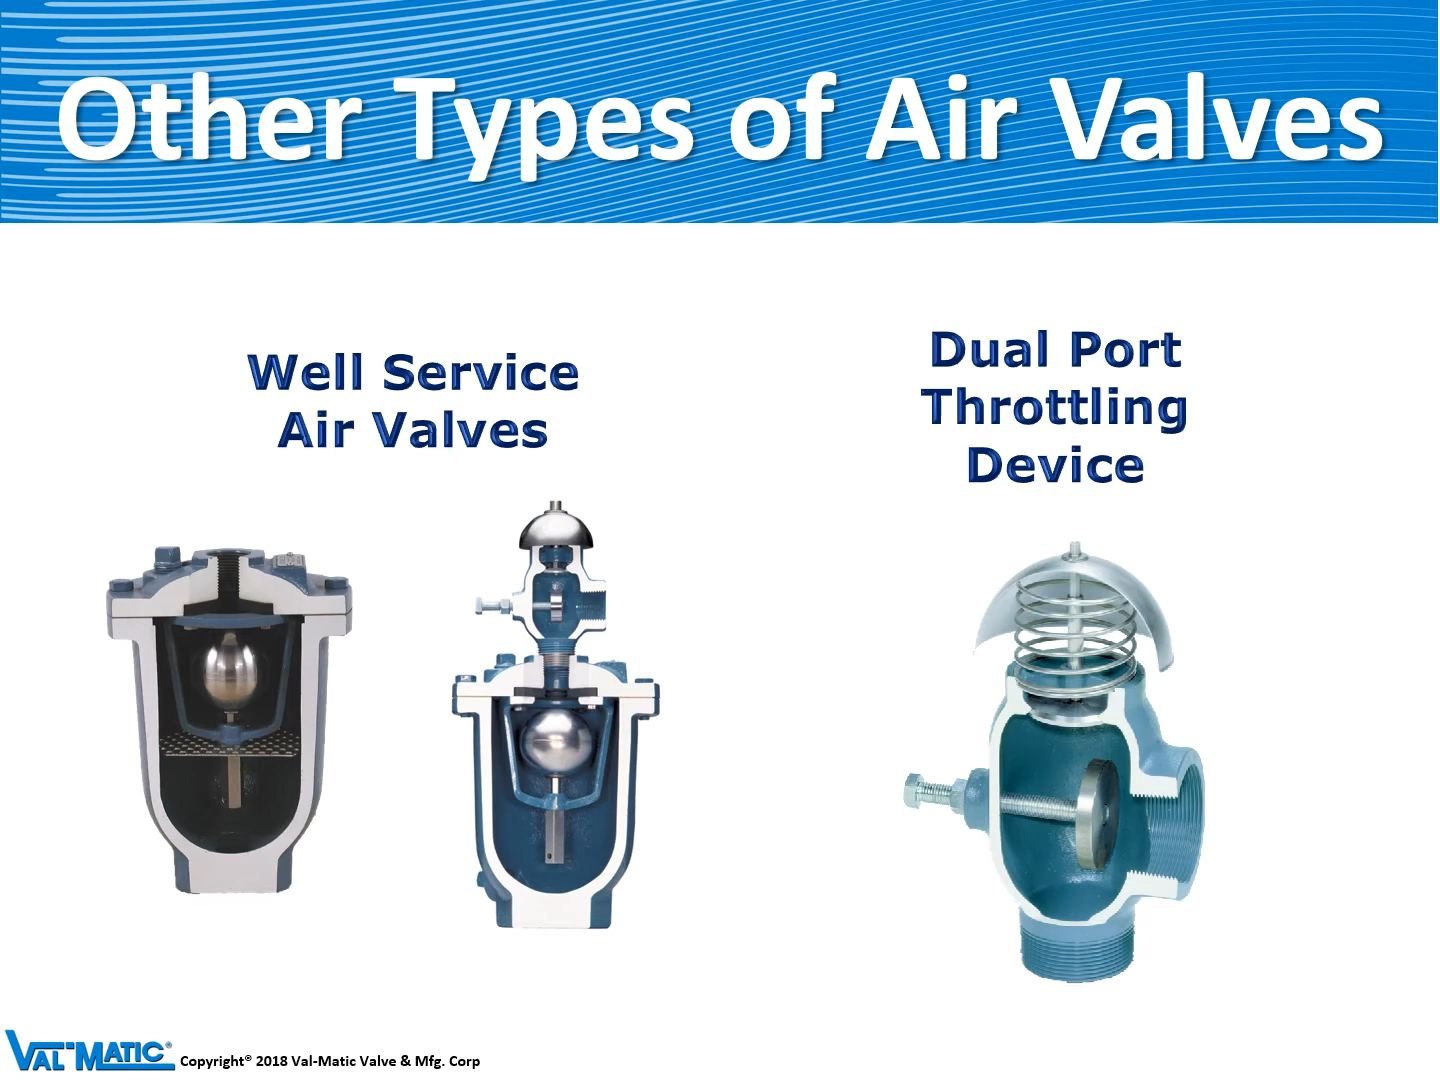 Other Types of Air Valves
Well Service
Air Valves
Dual Port
Throttling
Device
VAL-MATIC®
Copyright© 2018 Val-Matic Valve & Mfg. Corp